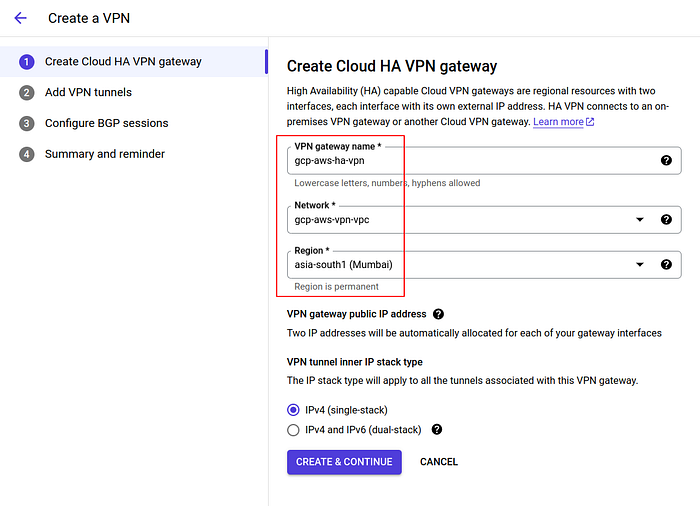 Create a VPN
1 Create Cloud HA VPN gateway
2 Add VPN tunnels
3 Configure BGP sessions
4 Summary and reminder
Create Cloud HA VPN gateway
High Availability (HA) capable Cloud VPN gateways are regional resources with two
interfaces, each interface with its own external IP address. HA VPN connects to an on-
premises VPN gateway or another Cloud VPN gateway. Learn more
VPN gateway name *
gcp-aws-ha-vpn
Lowercase letters, numbers, hyphens allowed
Network *
gcp-aws-vpn-vpc
Region *
asia-south1 (Mumbai)
Region is permanent
VPN gateway public IP address
Two IP addresses will be automatically allocated for each of your gateway interfaces
VPN tunnel inner IP stack type
The IP stack type will apply to all the tunnels associated with this VPN gateway.
IPv4 (single-stack)
IPv4 and IPv6 (dual-stack)
CREATE & CONTINUE CANCEL